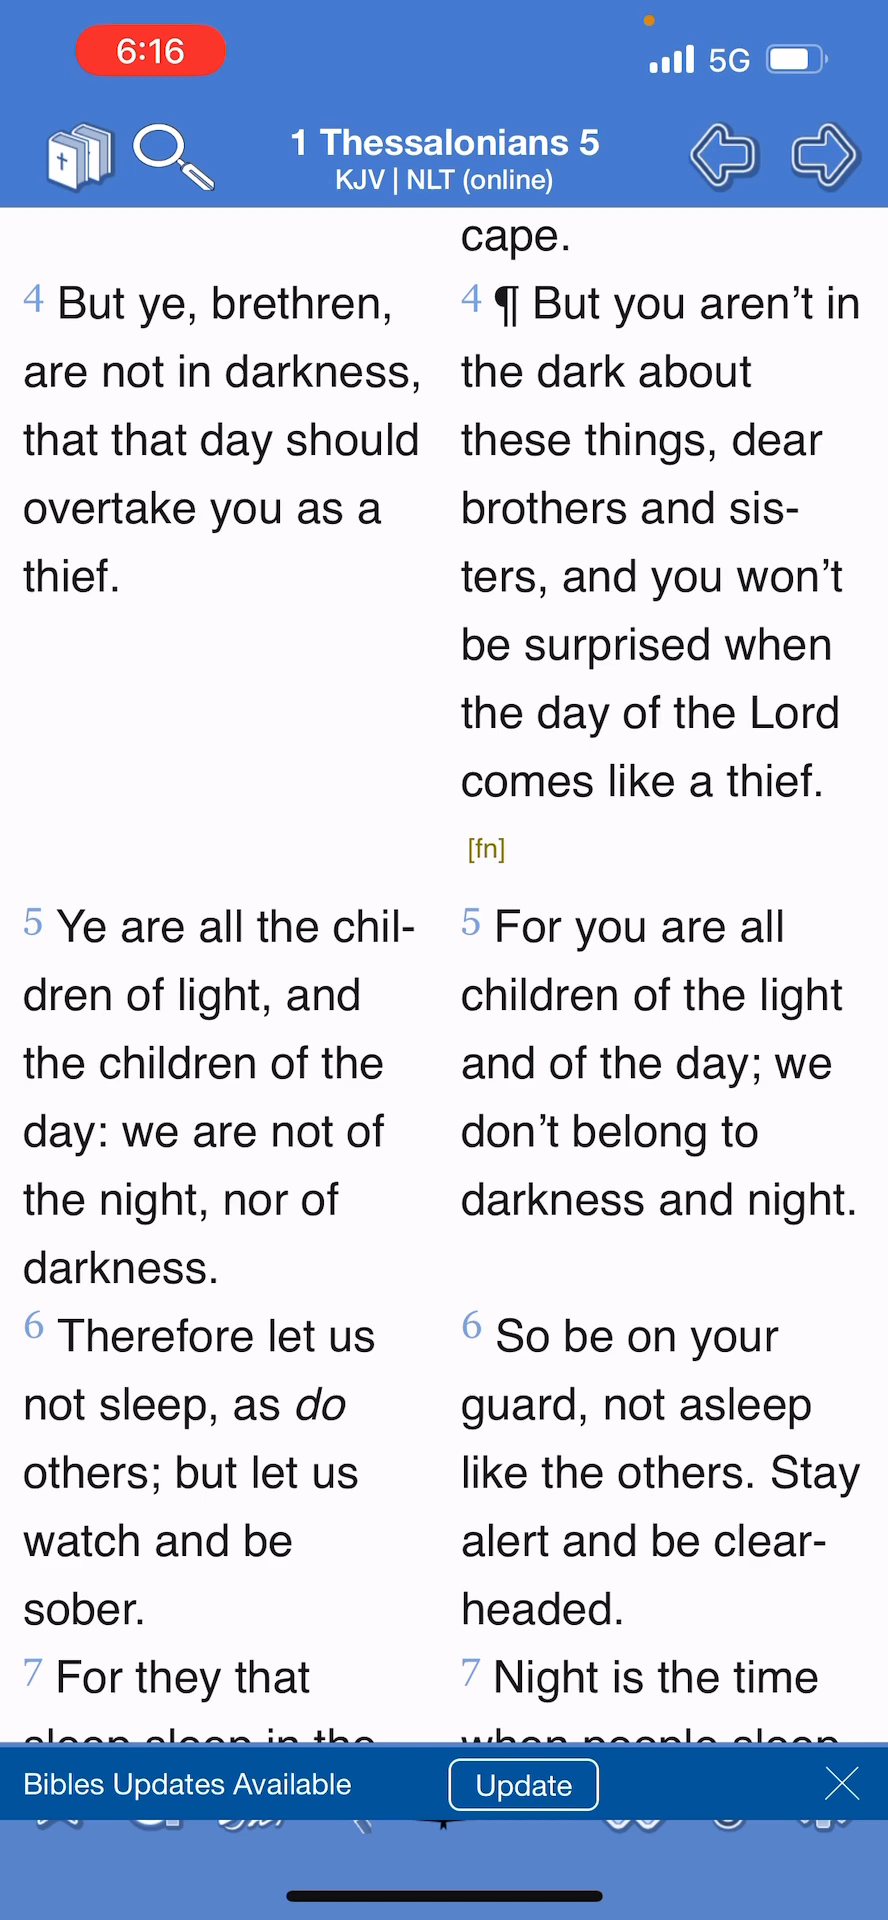 6:16
5G
1 Thessalonians 5
KJV | NLT (online)
cape.
4 But ye, brethren,
are not in darkness,
that that day should
overtake you as a
thief.
4 ¶ But you aren’t in
the dark about
these things, dear
brothers and sis-
ters, and you won’t
be surprised when
the day of the Lord
comes like a thief.
[fn]
5 Ye are all the chil-
dren of light, and
the children of the
day: we are not of
the night, nor of
darkness.
5 For you are all
children of the light
and of the day; we
don’t belong to
darkness and night.
6 Therefore let us
not sleep, as do
others; but let us
watch and be
sober.
6 So be on your
guard, not asleep
like the others. Stay
alert and be clear-
headed.
7 For they that
sleep sleep in the
7 Night is the time
when people sleep
Bibles Updates Available
Update